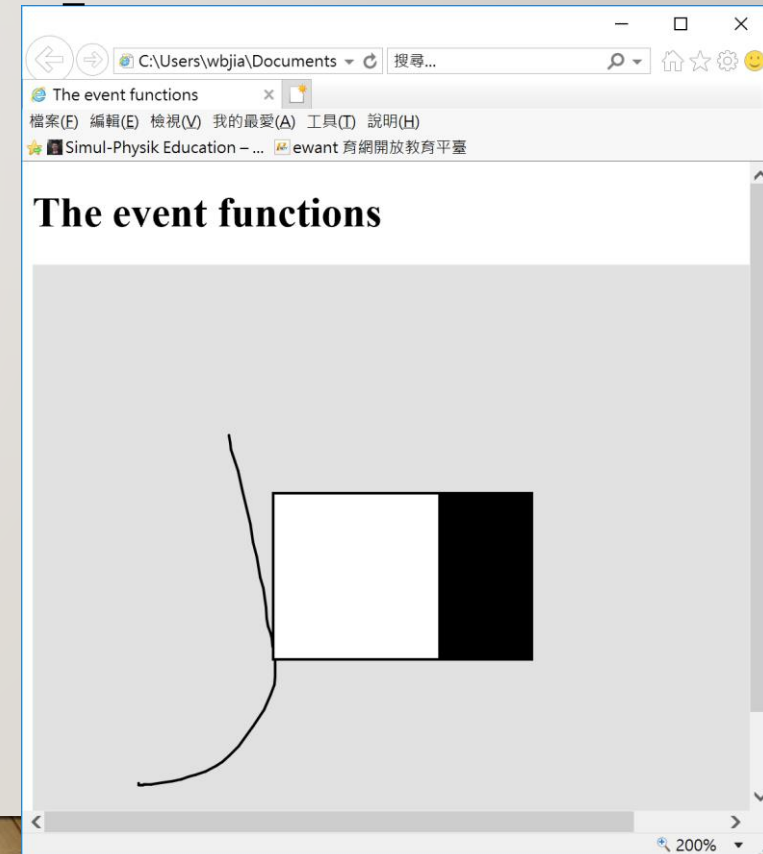 C:\Users\wbjia\Documents 搜尋...
The event functions
檔案(F) 編輯(E) 檢視(V) 我的最愛(A) 工具(T) 說明(H)
Simul-Physik Education – ... ewant 育網開放教育平臺
The event functions
200%